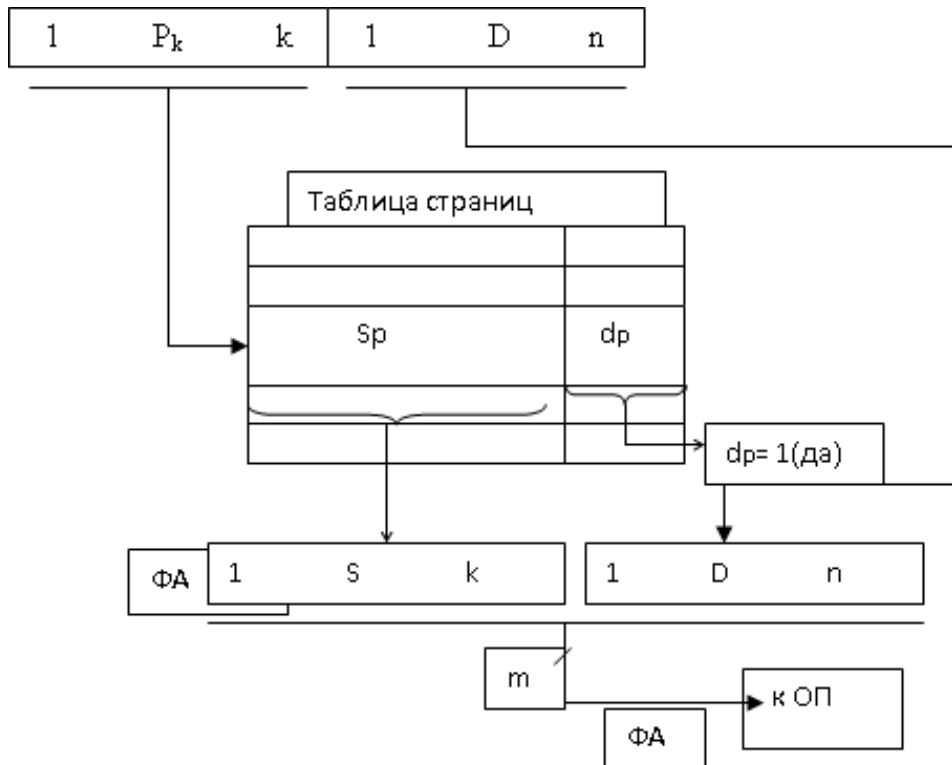 1 Pk k 1 D n
Таблица страниц
Sp dp
dp= 1(да)
ФА 1 S k 1 D n
m
к ОП
ФА